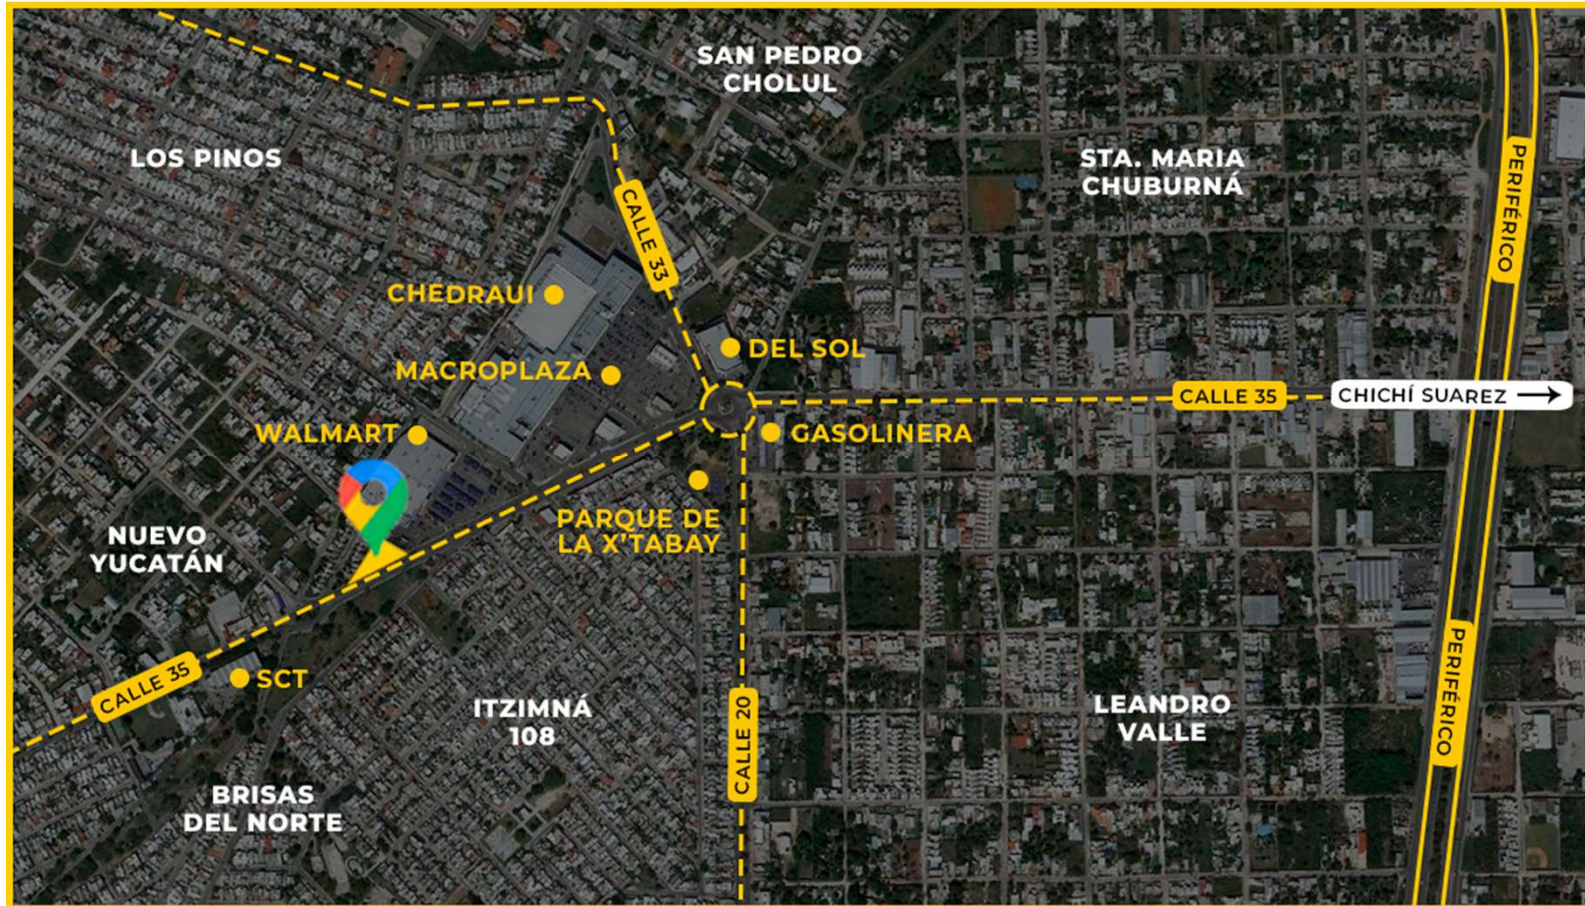 SAN PEDRO
CHOLUL
LOS PINOS
STA. MARIA
CHUBURNÁ
PERIFÉRICO
CALLE 33
CHEDRAUI
DEL SOL
MACROPLAZA
CALLE 35
CHICHÍ SUAREZ →
WALMART
GASOLINERA
PARQUE DE
LA X'TABAY
NUEVO
YUCATÁN
CALLE 35
SCT
ITZIMNÁ
108
CALLE 20
LEANDRO
VALLE
PERIFÉRICO
BRISAS
DEL NORTE